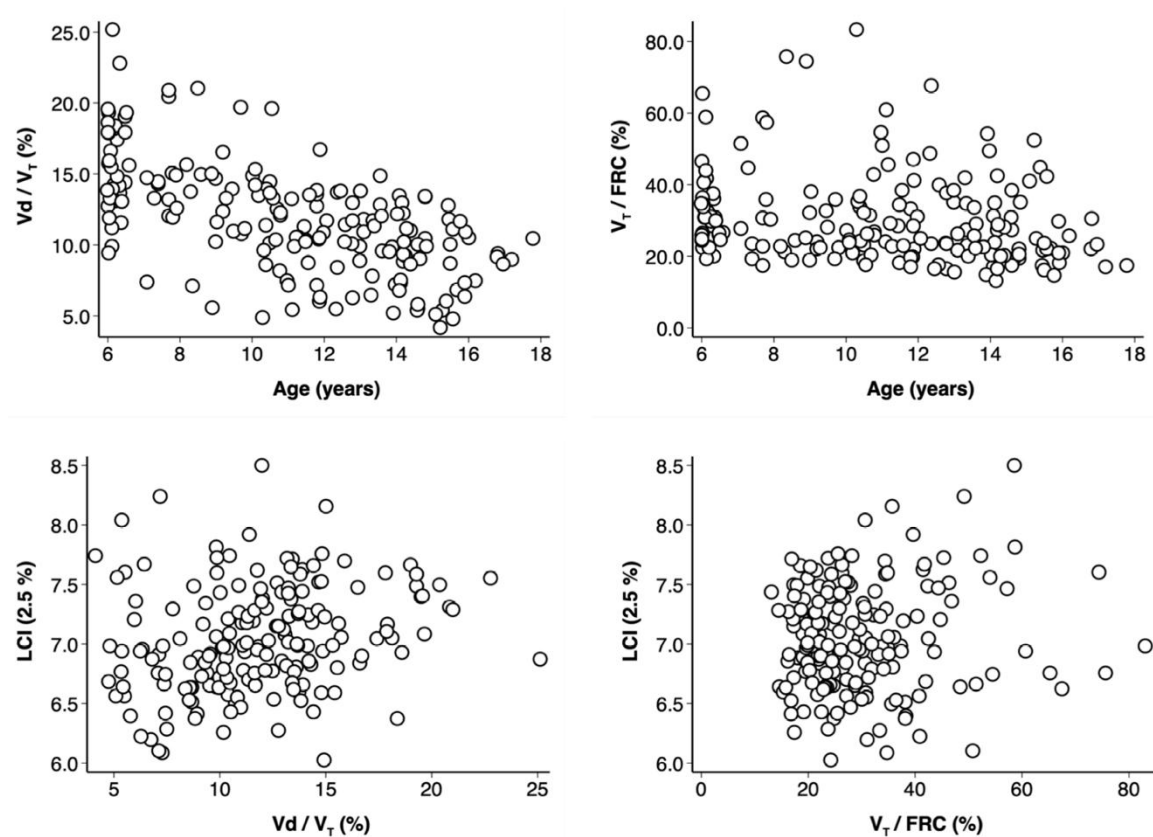 25.0
20.0
15.0
10.0
5.0
Vd / V_T (%)
6 8 10 12 14 16 18
Age (years)
80.0
60.0
40.0
20.0
0.0
V_T / FRC (%)
6 8 10 12 14 16 18
Age (years)
8.5
8.0
7.5
7.0
6.5
6.0
LCI (2.5 %)
5 10 15 20 25
Vd / V_T (%)
8.5
8.0
7.5
7.0
6.5
6.0
LCI (2.5 %)
0 20 40 60 80
V_T / FRC (%)